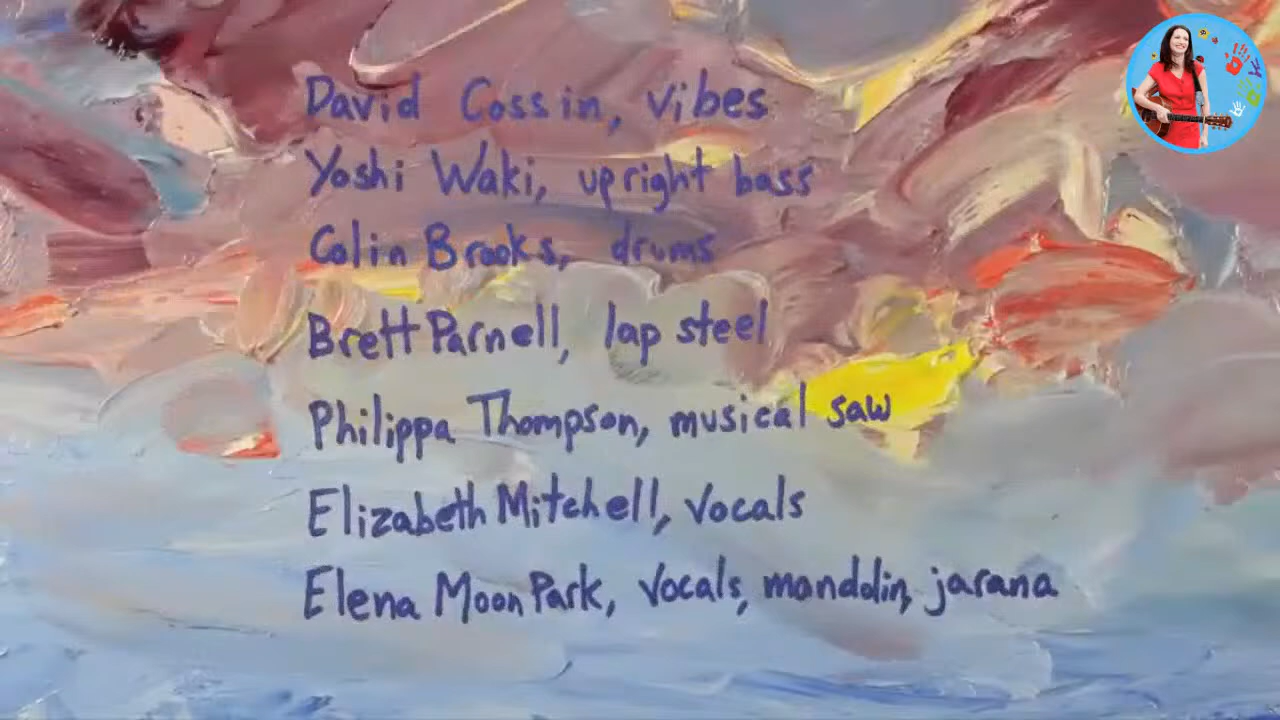 David Cossin, vibes
Yoshi Waki, upright bass
Colin Brooks, drums
Brett Parnell, lap steel
Philippa Thompson, musical saw
Elizabeth Mitchell, vocals
Elena Moon Park, vocals, mandolin, jarana